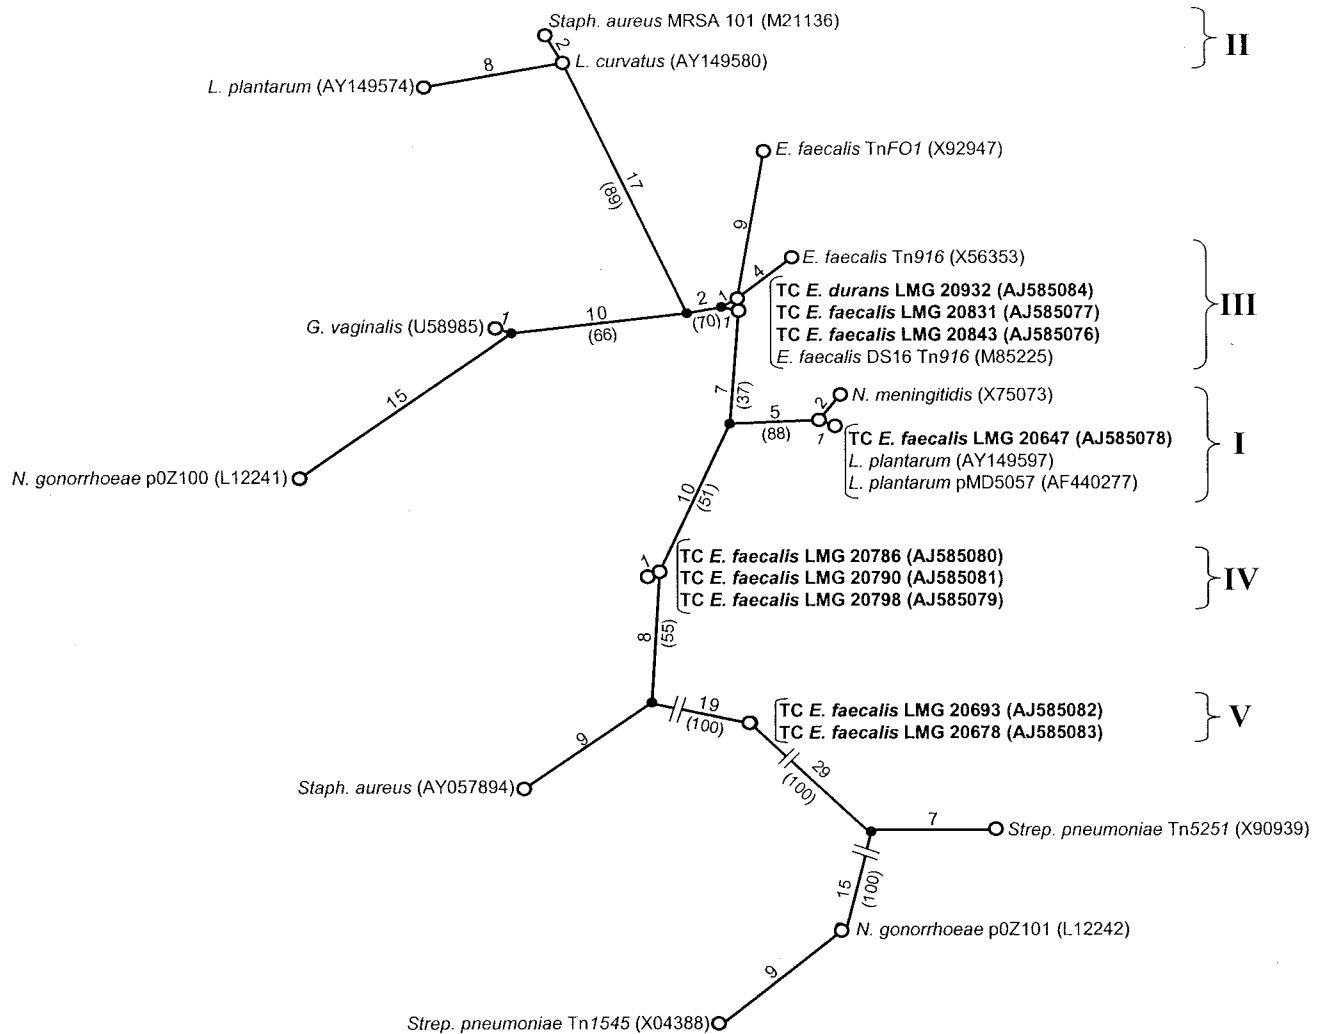 Staph. aureus MRSA 101 (M21136)
2
L. curvatus (AY149580)
II
8
L. plantarum (AY149574)
E. faecalis TnFO1 (X92947)
17
(89)
9
E. faecalis Tn916 (X56353)
4
TC E. durans LMG 20932 (AJ585084)
TC E. faecalis LMG 20831 (AJ585077)
TC E. faecalis LMG 20843 (AJ585076)
E. faecalis DS16 Tn916 (M85225)
III
2
(70)
1
1
10
(66)
G. vaginalis (U58985)
1
15
N. gonorrhoeae p0Z100 (L12241)
7
(37)
N. meningitidis (X75073)
2
5
(88)
1
TC E. faecalis LMG 20647 (AJ585078)
L. plantarum (AY149597)
L. plantarum pMD5057 (AF440277)
I
10
(51)
1
TC E. faecalis LMG 20786 (AJ585080)
TC E. faecalis LMG 20790 (AJ585081)
TC E. faecalis LMG 20798 (AJ585079)
IV
8
(55)
19
(100)
TC E. faecalis LMG 20693 (AJ585082)
TC E. faecalis LMG 20678 (AJ585083)
V
9
Staph. aureus (AY057894)
29
(100)
7
Strep. pneumoniae Tn5251 (X90939)
15
(100)
N. gonorrhoeae p0Z101 (L12242)
9
Strep. pneumoniae Tn1545 (X04388)